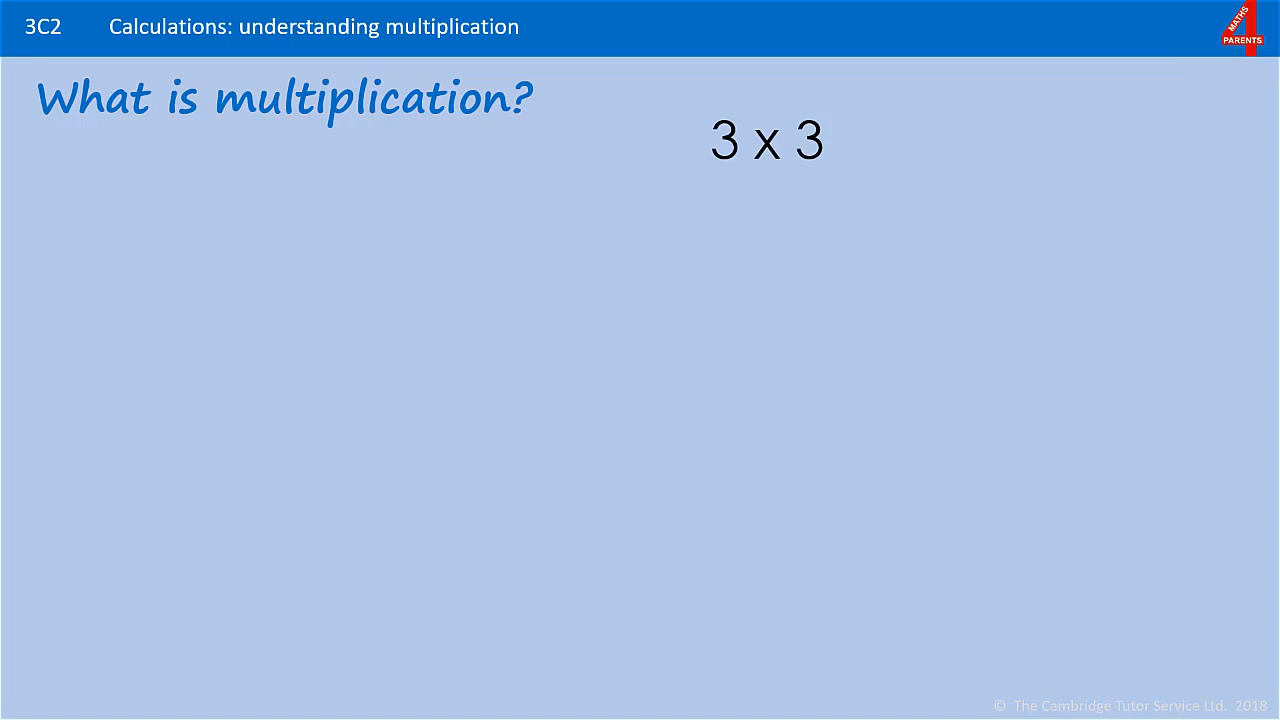 3C2 Calculations: understanding multiplication
MATHS
4
PARENTS
What is multiplication?
3 x 3
© The Cambridge Tutor Service Ltd. 2018